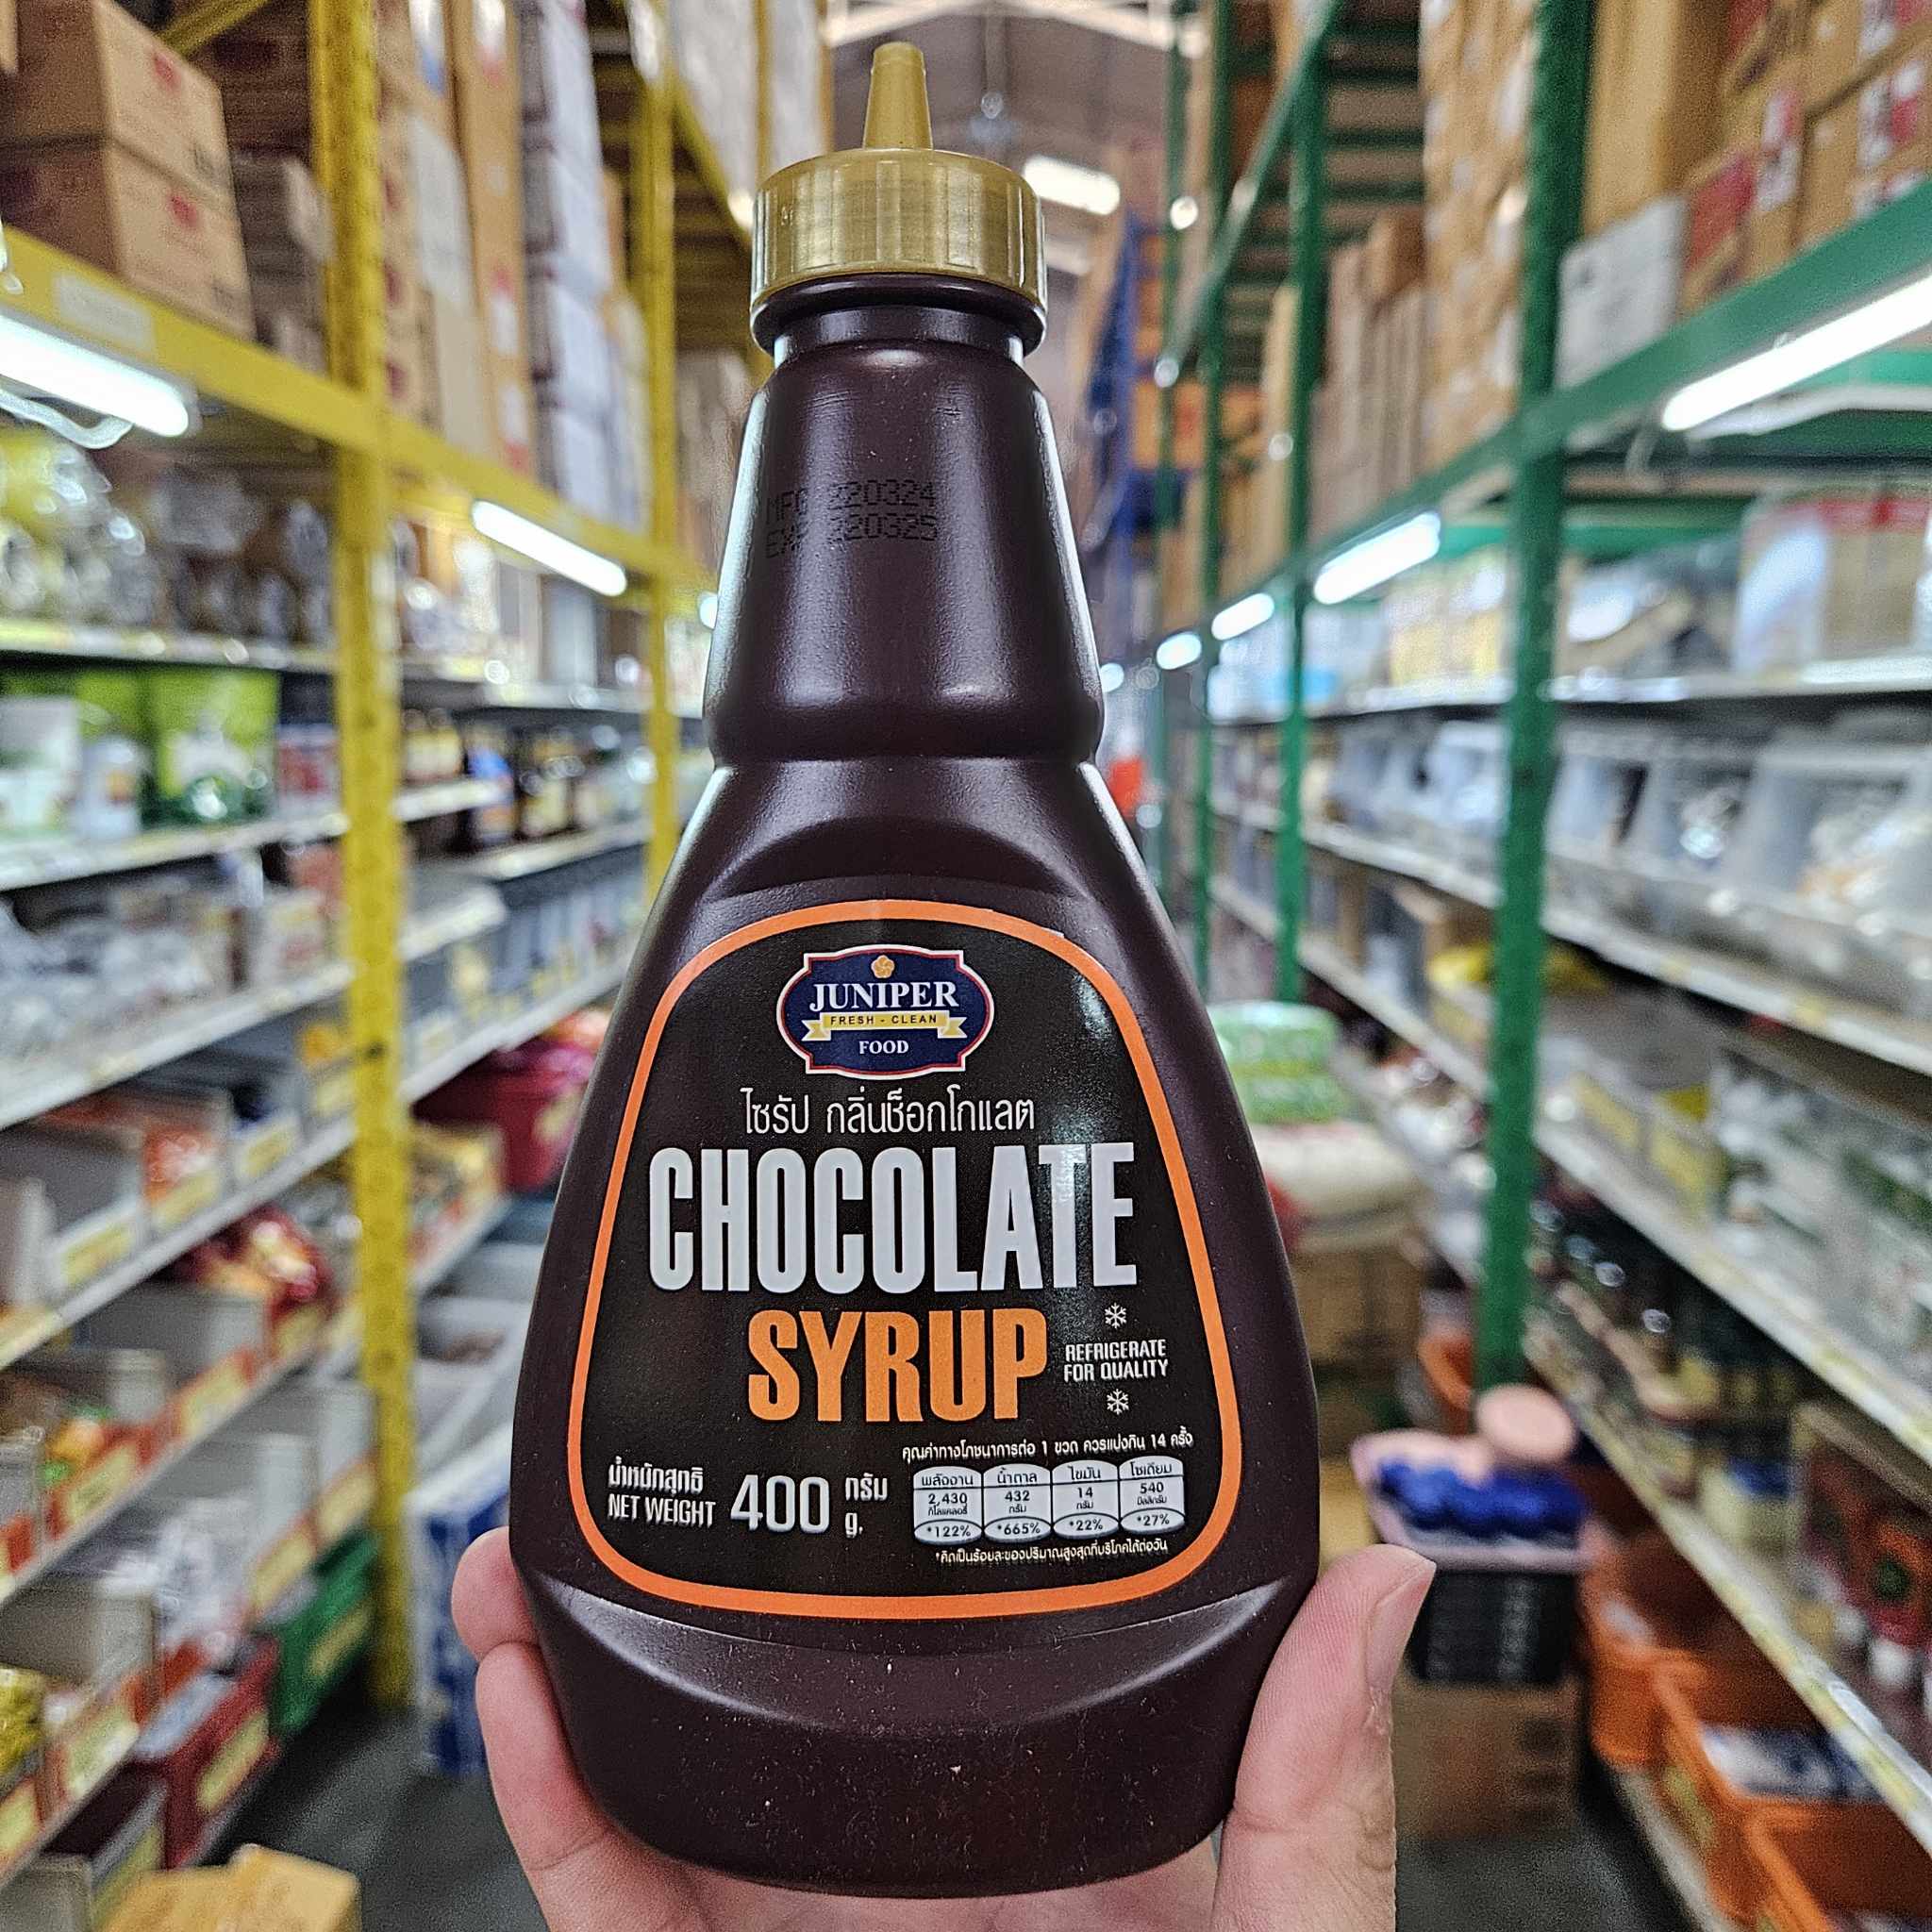 MFG 220324
EXP 220325
JUNIPER
FRESH - CLEAN
FOOD
ไซรัป กลิ่นช็อกโกแลต
CHOCOLATE
SYRUP
REFRIGERATE
FOR QUALITY
คุณค่าทางโภชนาการต่อ 1 ขวด ควรแบ่งกิน 14 ครั้ง
น้ำหนักสุทธิ
NET WEIGHT 400 กรัม
g.
พลังงาน น้ำตาล ไขมัน โซเดียม
2,430 432 14 540
กิโลแคลอรี่ กรัม กรัม มิลลิกรัม
*122% *665% *22% *27%
*คิดเป็นร้อยละของปริมาณสูงสุดที่บริโภคได้ต่อวัน